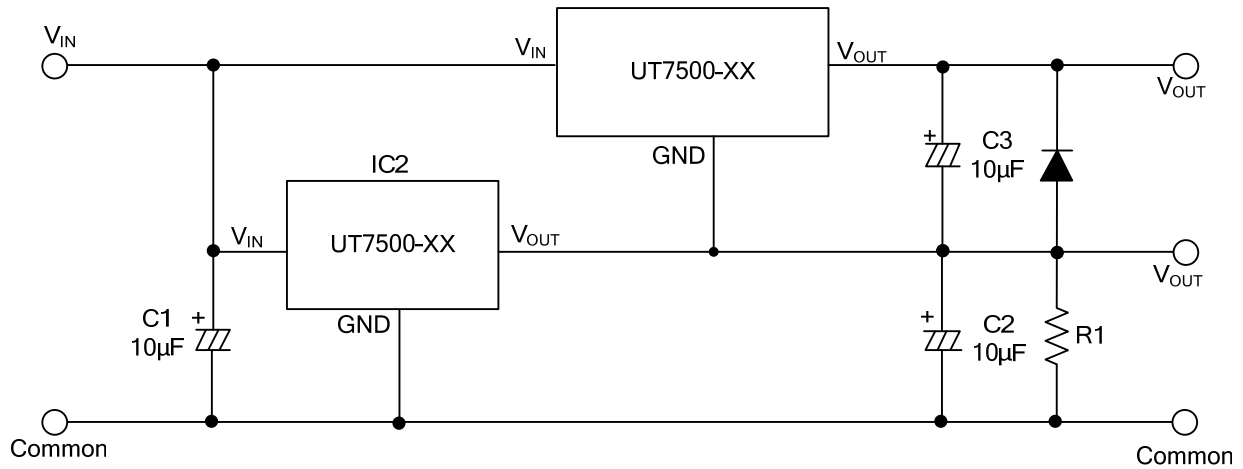 VIN
VIN
UT7500-XX
VOUT
VOUT
GND
C3
10μF
IC2
VIN
UT7500-XX
VOUT
VOUT
GND
C1
10μF
C2
10μF
R1
Common
Common
+
+
+